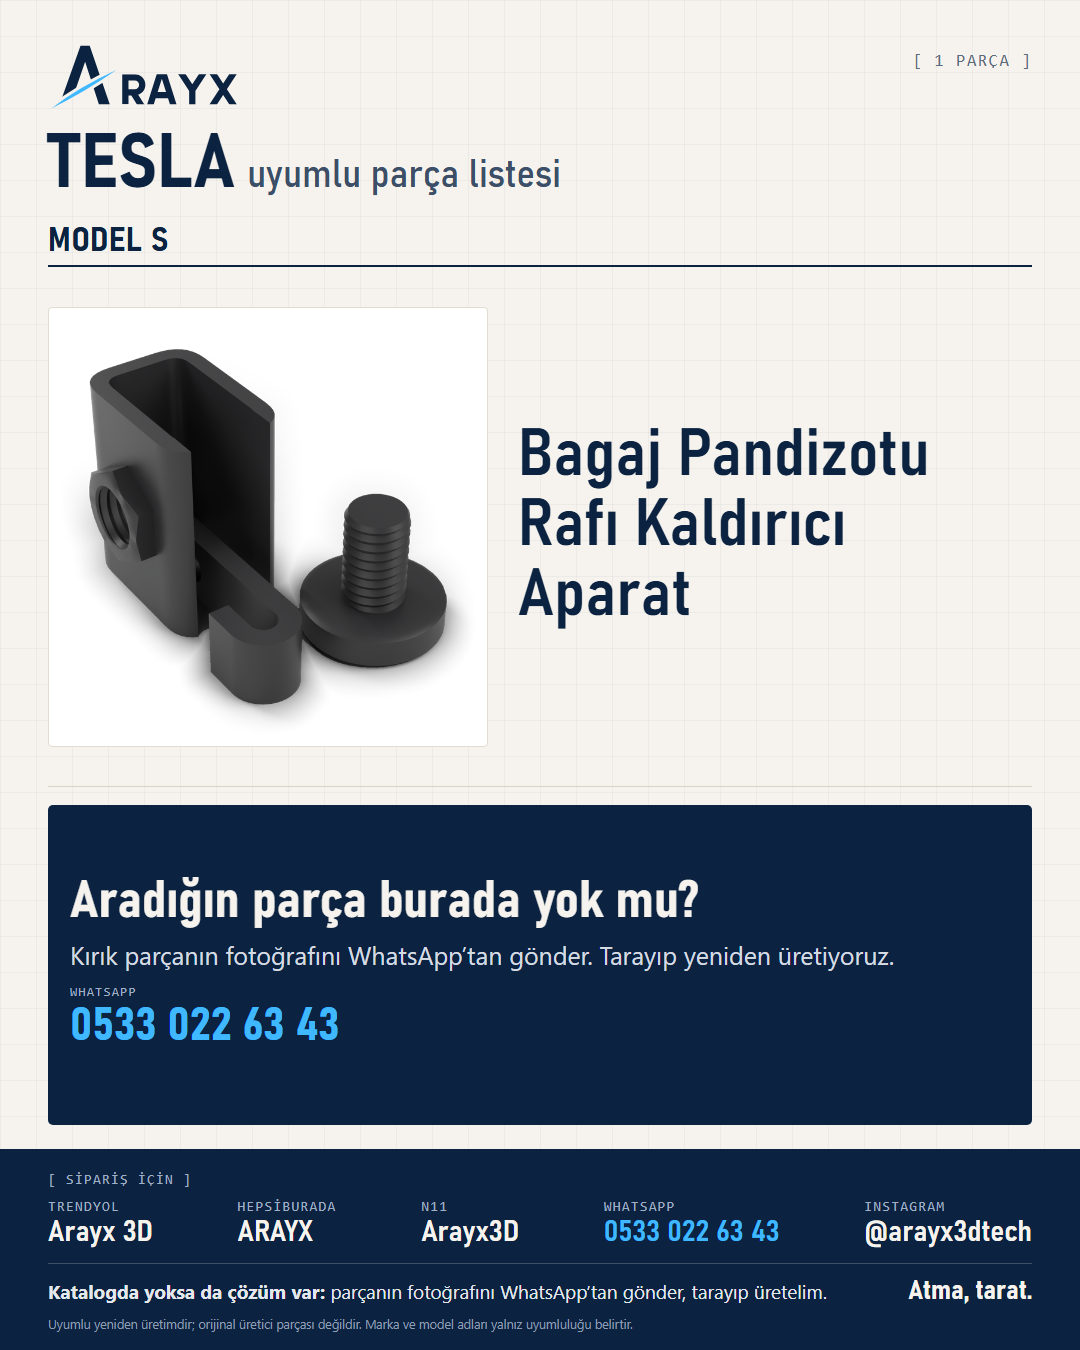 ARAYX
[ 1 PARÇA ]
TESLA uyumlu parça listesi
MODEL S
Bagaj Pandizotu
Rafı Kaldırıcı
Aparat
Aradığın parça burada yok mu?
Kırık parçanın fotoğrafını WhatsApp'tan gönder. Tarayıp yeniden üretiyoruz.
WHATSAPP
0533 022 63 43
[ SİPARİŞ İÇİN ]
TRENDYOL
Arayx 3D
HEPSİBURADA
ARAYX
N11
Arayx3D
WHATSAPP
0533 022 63 43
INSTAGRAM
@arayx3dtech
Katalogda yoksa da çözüm var: parçanın fotoğrafını WhatsApp'tan gönder, tarayıp üretelim.
Atma, tarat.
Uyumlu yeniden üretimdir; orijinal üretici parçası değildir. Marka ve model adları yalnız uyumluluğu belirtir.